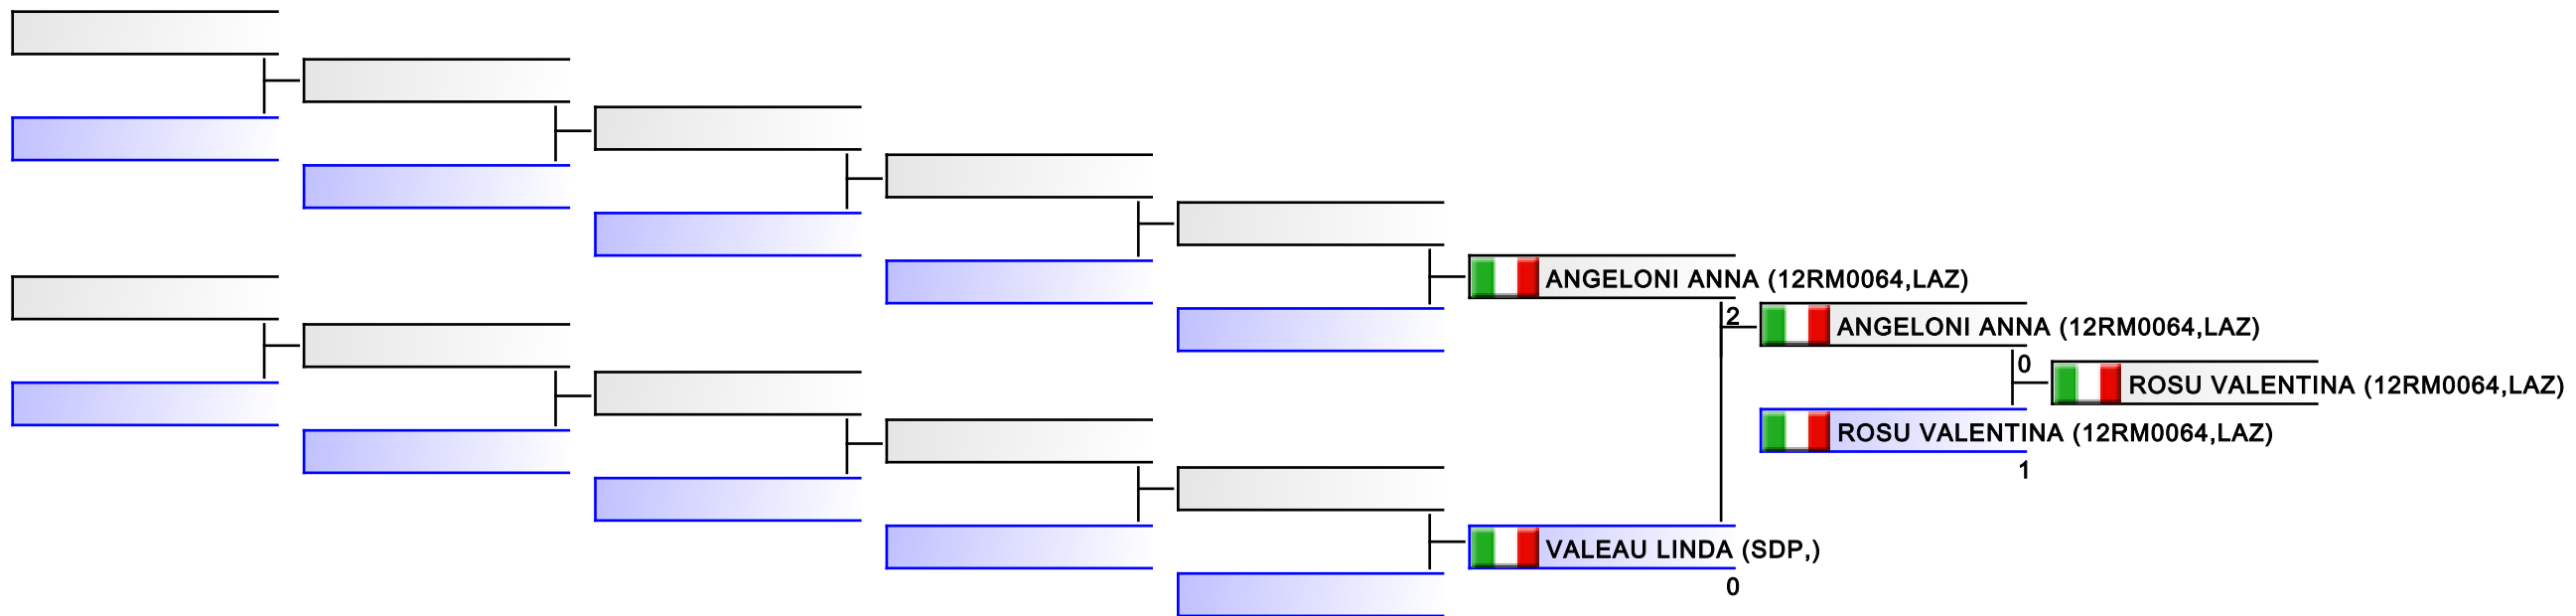 ANGELONI ANNA (12RM0064,LAZ)
2
ANGELONI ANNA (12RM0064,LAZ)
0
ROSU VALENTINA (12RM0064,LAZ)
ROSU VALENTINA (12RM0064,LAZ)
1
VALEAU LINDA (SDP,)
0